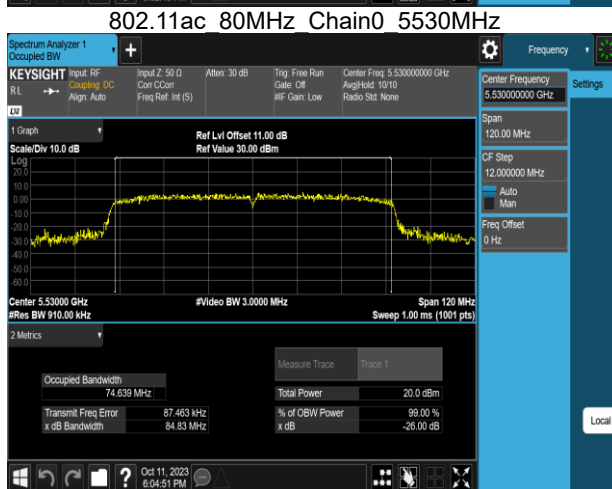 802.11ac_80MHz_Chain0_5530MHz
Spectrum Analyzer 1
Occupied BW
Frequency
KEYSIGHT
RL
LXI
Input: RF
Coupling: DC
Align: Auto
Input Z: 50 Ω
Corr CCorr
Freq Ref: Int (S)
Atten: 30 dB
Trig: Free Run
Gate: Off
#IF Gain: Low
Center Freq: 5.530000000 GHz
Avg|Hold: 10/10
Radio Std: None
Center Frequency
5.530000000 GHz
Settings
Span
120.00 MHz
CF Step
12.000000 MHz
Auto
Man
Freq Offset
0 Hz
1 Graph
Scale/Div 10.0 dB
Ref Lvl Offset 11.00 dB
Ref Value 30.00 dBm
Log
20.0
10.0
0.00
-10.0
-20.0
-30.0
-40.0
-50.0
-60.0
Center 5.53000 GHz
#Res BW 910.00 kHz
#Video BW 3.0000 MHz
Span 120 MHz
Sweep 1.00 ms (1001 pts)
2 Metrics
Measure Trace
Trace 1
Occupied Bandwidth
74.639 MHz
Total Power
20.0 dBm
Transmit Freq Error
87.463 kHz
% of OBW Power
99.00 %
x dB Bandwidth
84.83 MHz
x dB
-26.00 dB
Local
?
Oct 11, 2023
6:04:51 PM